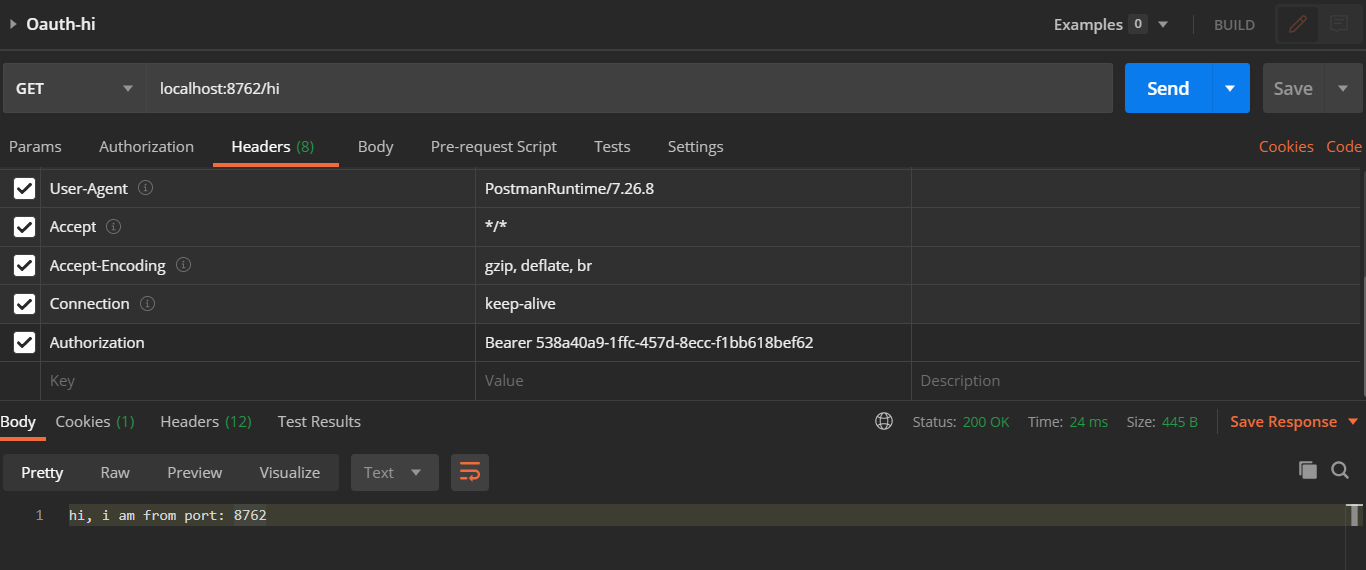 Oauth-hi Examples 0 BUILD
GET localhost:8762/hi Send Save
Params Authorization Headers (8) Body Pre-request Script Tests Settings Cookies Code
User-Agent PostmanRuntime/7.26.8
Accept */*
Accept-Encoding gzip, deflate, br
Connection keep-alive
Authorization Bearer 538a40a9-1ffc-457d-8ecc-f1bb618bef62
Key Value Description
Body Cookies (1) Headers (12) Test Results Status: 200 OK Time: 24 ms Size: 445 B Save Response
Pretty Raw Preview Visualize Text
1 hi, i am from port: 8762